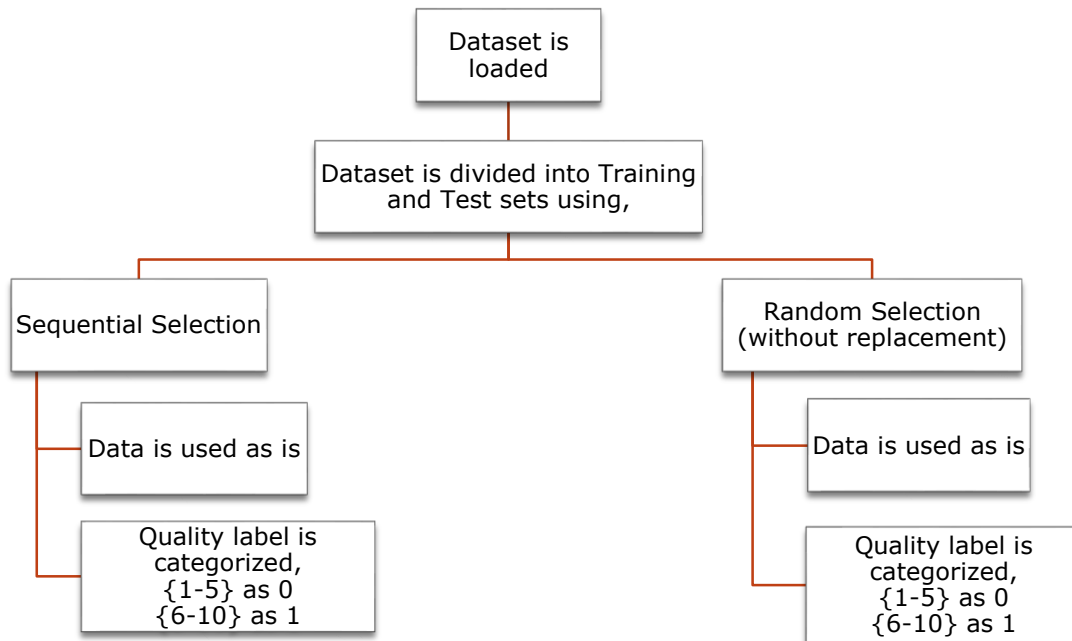 Dataset is
loaded
Dataset is divided into Training
and Test sets using,
Sequential Selection
Data is used as is
Quality label is
categorized,
{1-5} as 0
{6-10} as 1
Random Selection
(without replacement)
Data is used as is
Quality label is
categorized,
{1-5} as 0
{6-10} as 1